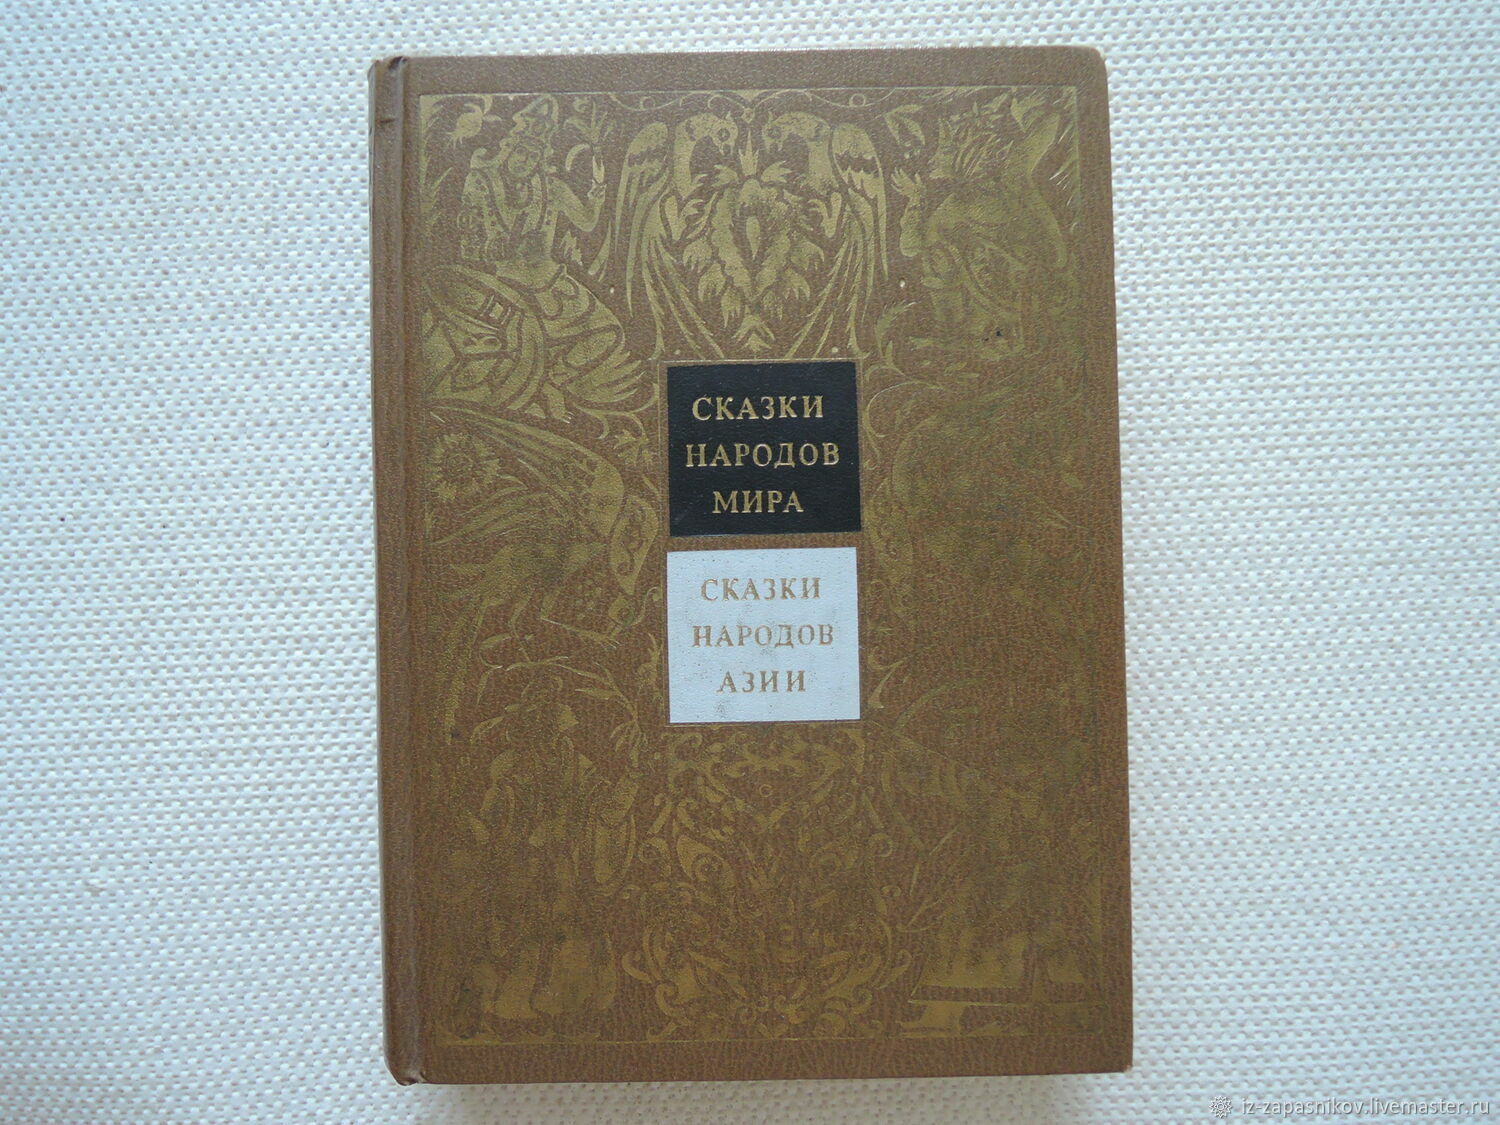 СКАЗКИ
НАРОДОВ
МИРА
СКАЗКИ
НАРОДОВ
АЗИИ
iz-zapasnikov.livemaster.ru